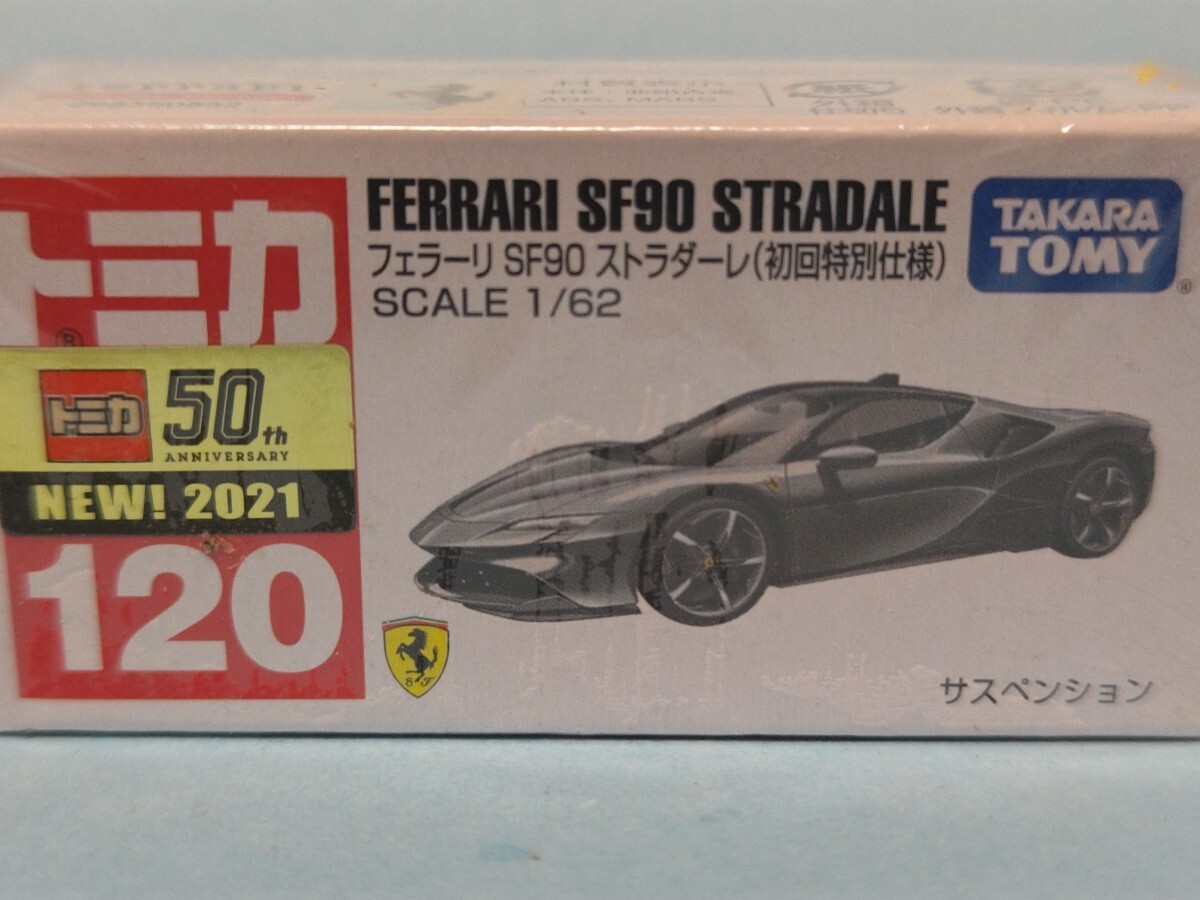 FERRARI SF90 STRADALE
フェラーリ SF90 ストラダーレ(初回特別仕様)
SCALE 1/62
TAKARA
TOMY
®
トミカ
®
トミカ
50th
ANNIVERSARY
NEW! 2021
120
S F
サスペンション